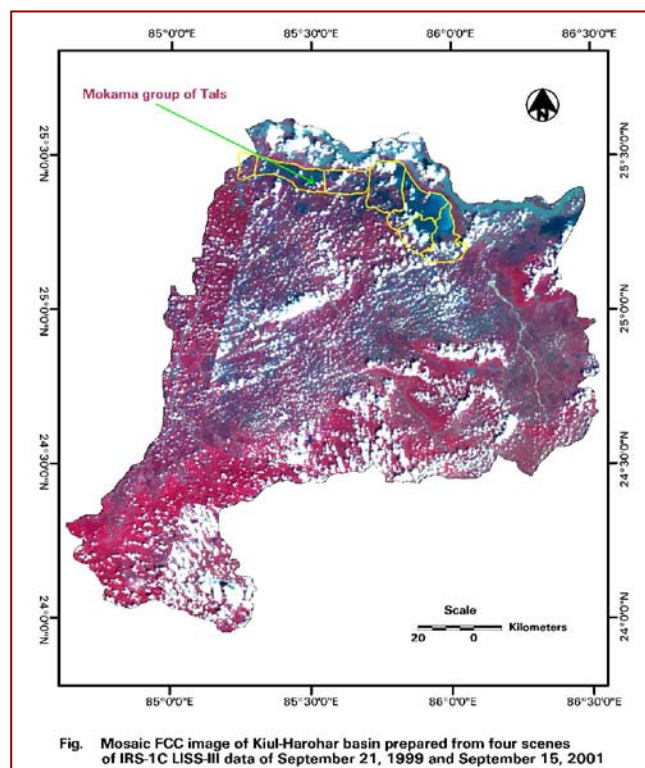 85°0'0"E 85°30'0"E 86°0'0"E 86°30'0"E
Mokama group of Tals
N
25°30'0"N 25°30'0"N
25°0'0"N 25°0'0"N
24°30'0"N 24°30'0"N
24°0'0"N 24°0'0"N
Scale
20 0 Kilometers
85°0'0"E 85°30'0"E 86°0'0"E 86°30'0"E
Fig. Mosaic FCC image of Kiul-Harohar basin prepared from four scenes
of IRS-1C LISS-III data of September 21, 1999 and September 15, 2001